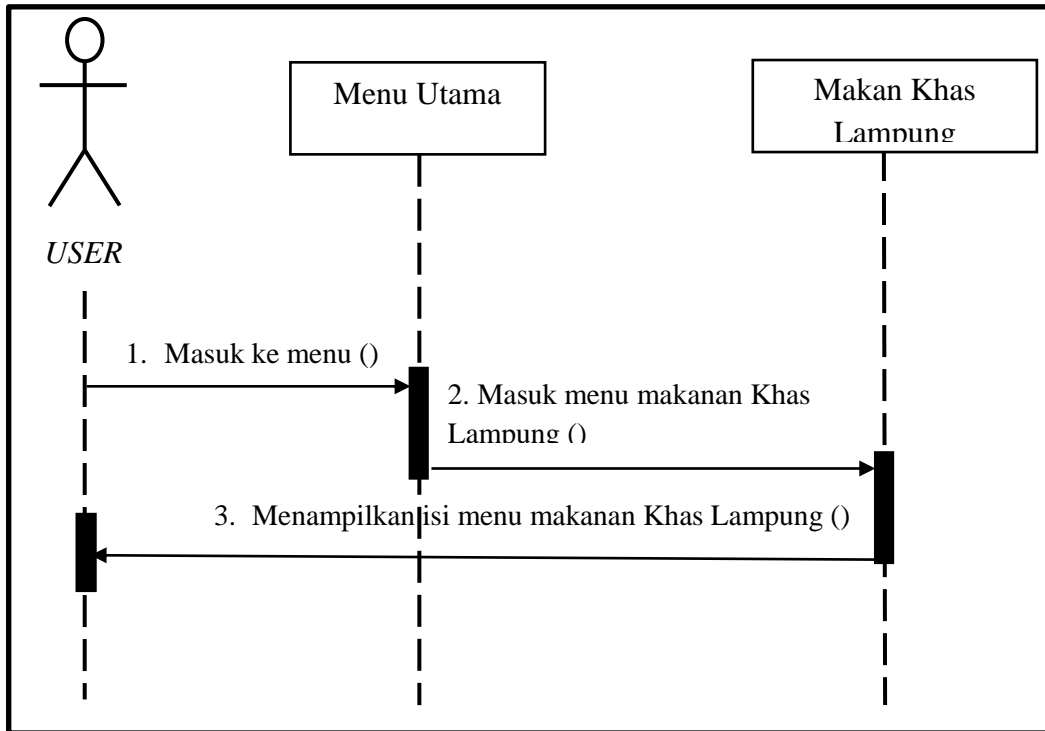 Menu Utama
Makan Khas
Lampung
USER
1. Masuk ke menu ()
2. Masuk menu makanan Khas
Lampung ()
3. Menampilkan isi menu makanan Khas Lampung ()